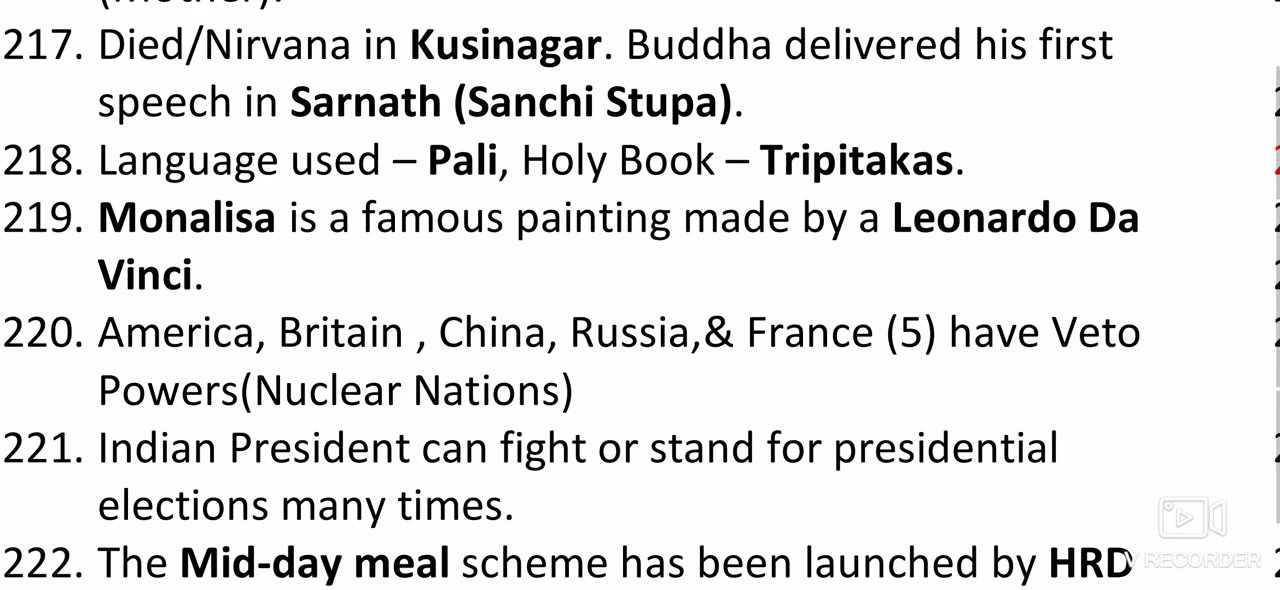 (Mother).
217. Died/Nirvana in Kusinagar. Buddha delivered his first
speech in Sarnath (Sanchi Stupa).
218. Language used – Pali, Holy Book – Tripitakas.
219. Monalisa is a famous painting made by a Leonardo Da
Vinci.
220. America, Britain , China, Russia,& France (5) have Veto
Powers(Nuclear Nations)
221. Indian President can fight or stand for presidential
elections many times.
222. The Mid-day meal scheme has been launched by HRD
RECORDER